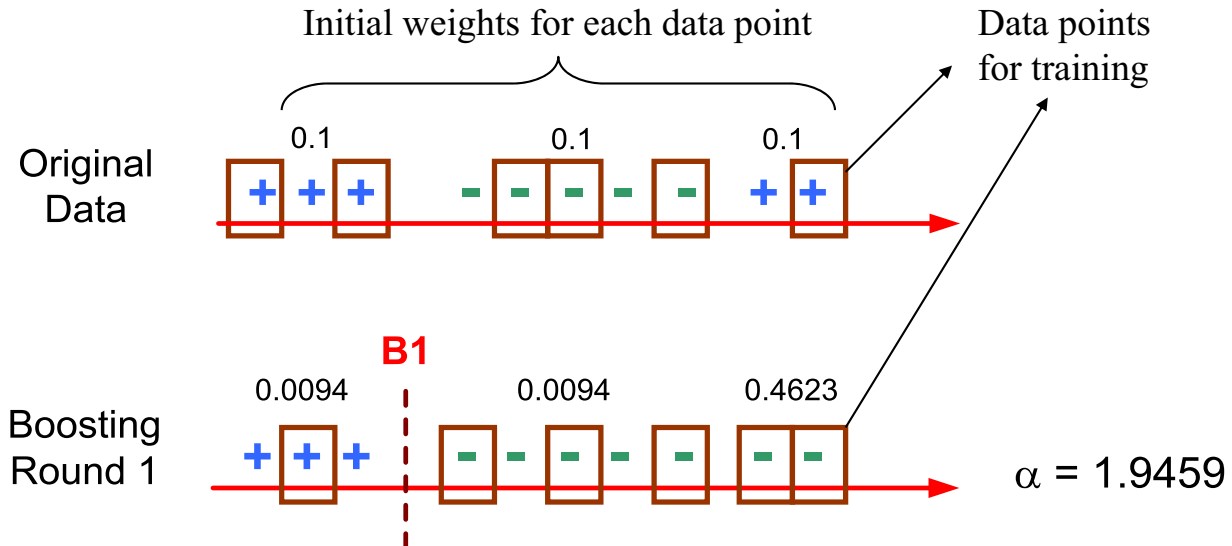 Initial weights for each data point
Data points
for training
0.1 0.1 0.1
Original
Data
+ + + - - - - - + +
B1
0.0094 0.0094 0.4623
Boosting
Round 1
+ + + - - - - - - -
α = 1.9459